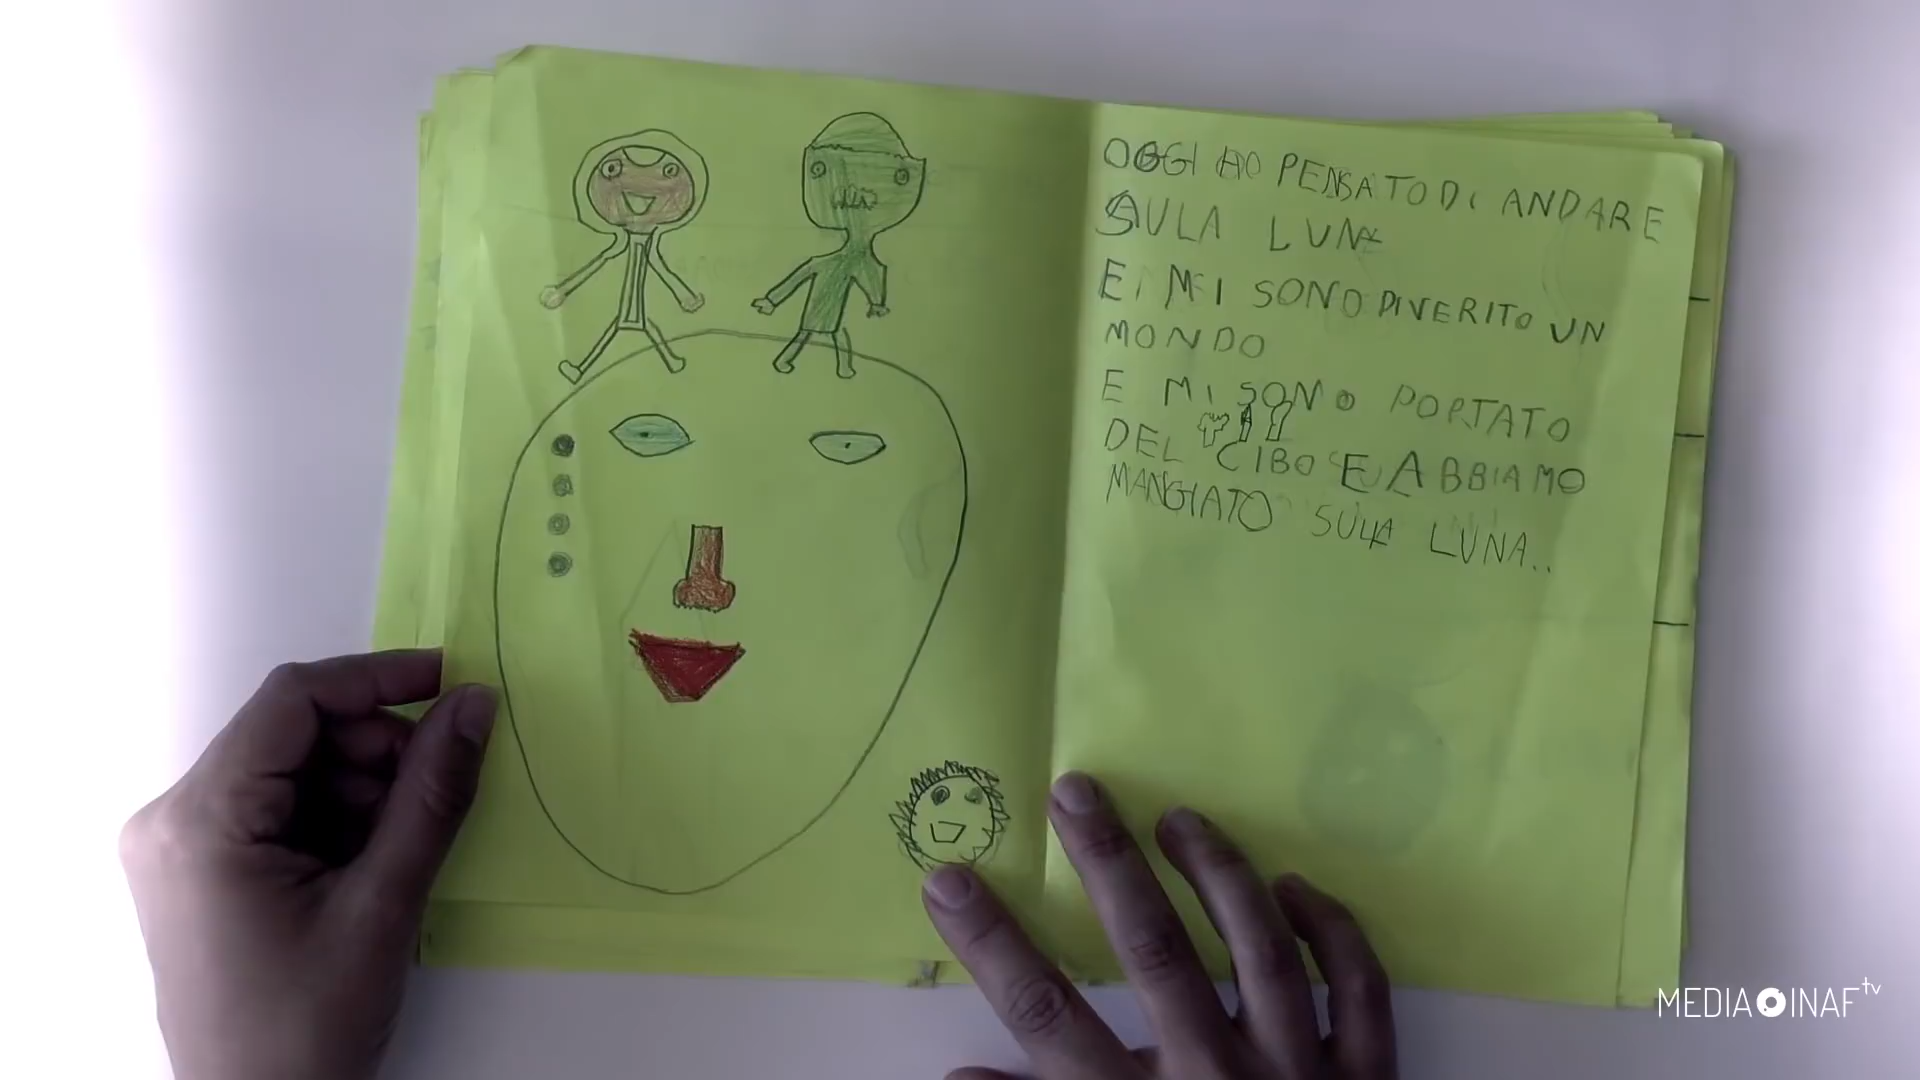 OGGI HO PENSATO DI ANDARE
SULA LUNA
E MI SONO DIVERITO UN
MONDO
E MI SONO PORTATO
DEL CIBO E ABBIAMO
MANGIATO SULLA LUNA..
MEDIA INAF tv